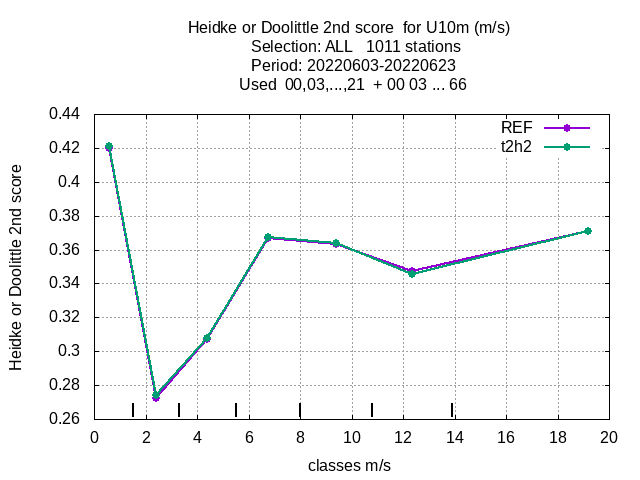 Heidke or Doolittle 2nd score  for U10m (m/s)
Selection: ALL   1011 stations
Period: 20220603-20220623
Used  00,03,...,21  + 00 03 ... 66
REF
t2h2
Heidke or Doolittle 2nd score
0.44
0.42
0.4
0.38
0.36
0.34
0.32
0.3
0.28
0.26
0 2 4 6 8 10 12 14 16 18 20
classes m/s